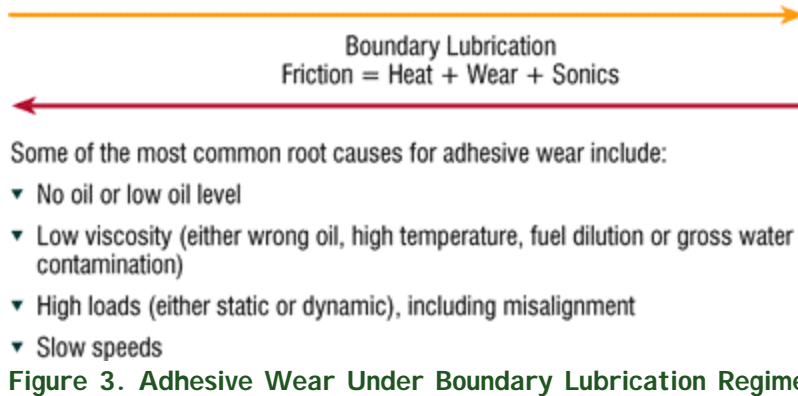 Boundary Lubrication
Friction = Heat + Wear + Sonics
Some of the most common root causes for adhesive wear include:
▼ No oil or low oil level
▼ Low viscosity (either wrong oil, high temperature, fuel dilution or gross water
contamination)
▼ High loads (either static or dynamic), including misalignment
▼ Slow speeds
Figure 3. Adhesive Wear Under Boundary Lubrication Regime